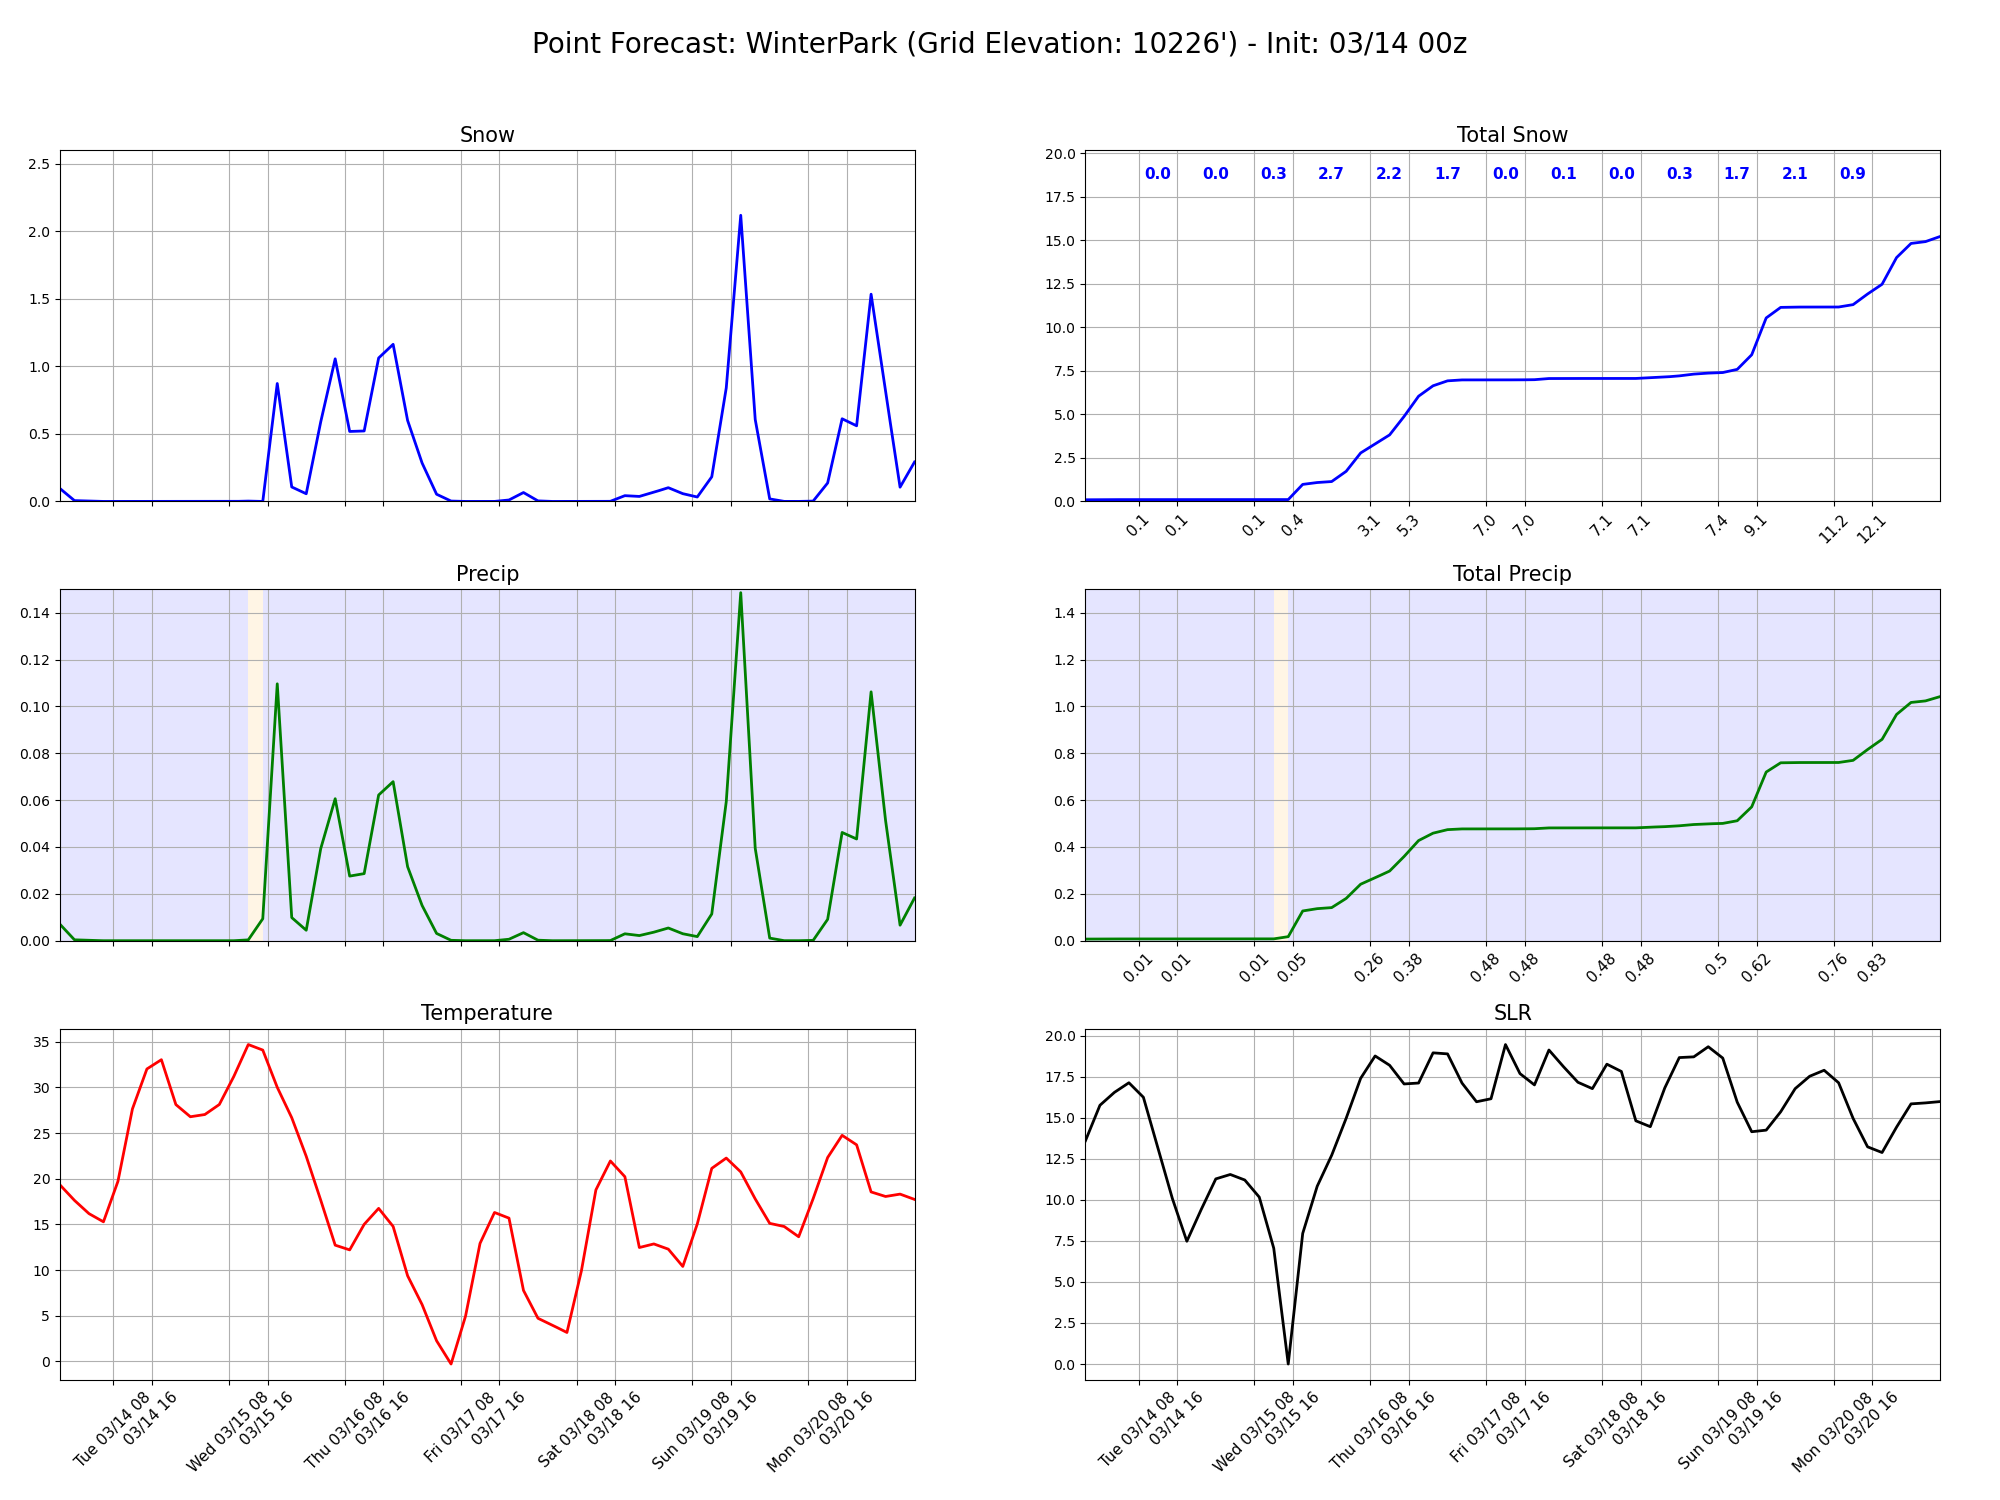 Point Forecast: WinterPark (Grid Elevation: 10226') - Init: 03/14 00z
Snow
2.5
2.0
1.5
1.0
0.5
0.0
Total Snow
20.0
17.5
15.0
12.5
10.0
7.5
5.0
2.5
0.0
0.0 0.0 0.3 2.7 2.2 1.7 0.0 0.1 0.0 0.3 1.7 2.1 0.9
0.1 0.1 0.1 0.4 3.1 5.3 7.0 7.0 7.1 7.1 7.4 9.1 11.2 12.1
Precip
0.14
0.12
0.10
0.08
0.06
0.04
0.02
0.00
Total Precip
1.4
1.2
1.0
0.8
0.6
0.4
0.2
0.0
0.01 0.01 0.01 0.05 0.26 0.38 0.48 0.48 0.48 0.48 0.5 0.62 0.76 0.83
Temperature
35
30
25
20
15
10
5
0
Tue 03/14 08
03/14 16
Wed 03/15 08
03/15 16
Thu 03/16 08
03/16 16
Fri 03/17 08
03/17 16
Sat 03/18 08
03/18 16
Sun 03/19 08
03/19 16
Mon 03/20 08
03/20 16
SLR
20.0
17.5
15.0
12.5
10.0
7.5
5.0
2.5
0.0
Tue 03/14 08
03/14 16
Wed 03/15 08
03/15 16
Thu 03/16 08
03/16 16
Fri 03/17 08
03/17 16
Sat 03/18 08
03/18 16
Sun 03/19 08
03/19 16
Mon 03/20 08
03/20 16